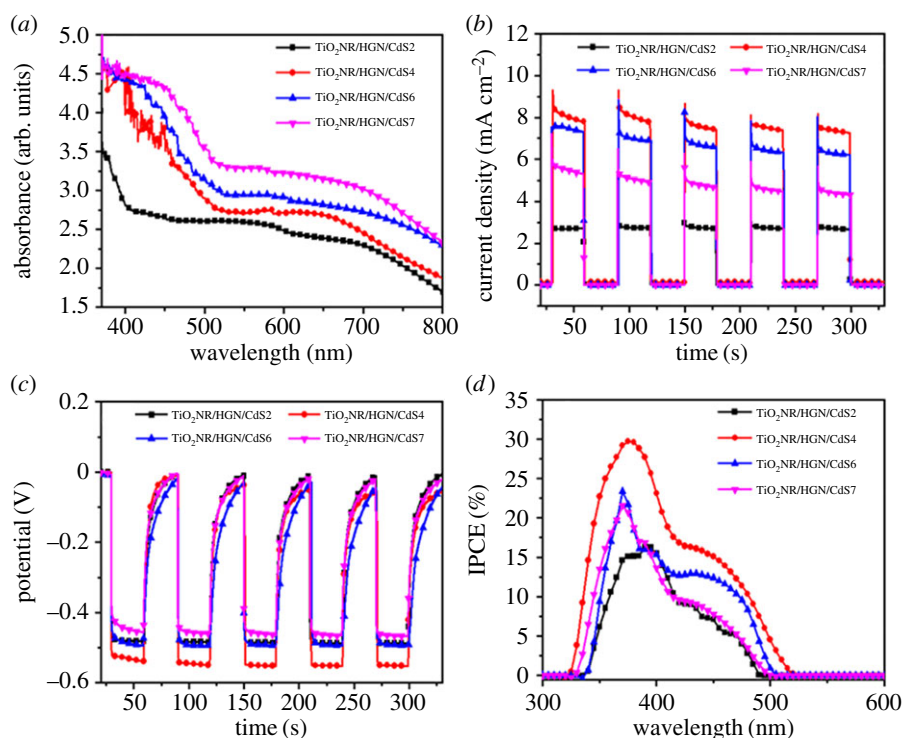 (a)
absorbance (arb. units)
5.0
4.5
4.0
3.5
3.0
2.5
2.0
1.5
400 500 600 700 800
wavelength (nm)
TiO2NR/HGN/CdS2
TiO2NR/HGN/CdS4
TiO2NR/HGN/CdS6
TiO2NR/HGN/CdS7
(b)
current density (mA cm−2)
12
10
8
6
4
2
0
50 100 150 200 250 300
time (s)
TiO2NR/HGN/CdS2 TiO2NR/HGN/CdS4
TiO2NR/HGN/CdS6 TiO2NR/HGN/CdS7
(c)
potential (V)
0.2
0
−0.2
−0.4
−0.6
50 100 150 200 250 300
time (s)
TiO2NR/HGN/CdS2 TiO2NR/HGN/CdS4
TiO2NR/HGN/CdS6 TiO2NR/HGN/CdS7
(d)
IPCE (%)
35
30
25
20
15
10
5
0
300 400 500 600
wavelength (nm)
TiO2NR/HGN/CdS2
TiO2NR/HGN/CdS4
TiO2NR/HGN/CdS6
TiO2NR/HGN/CdS7